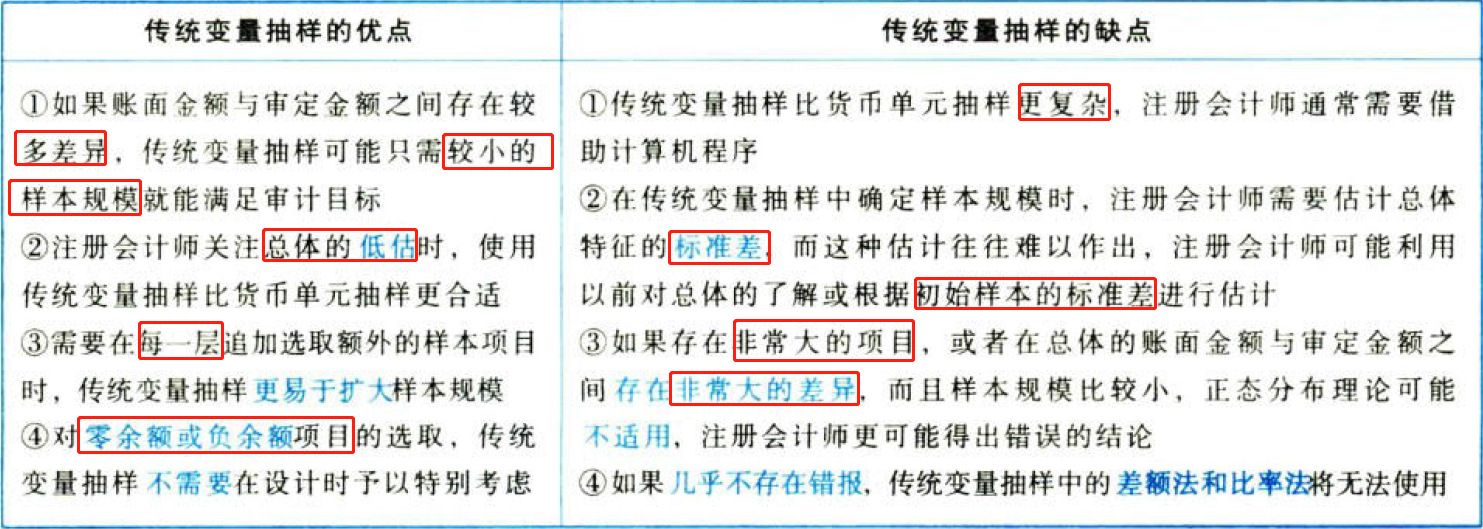 传统变量抽样的优点
①如果账面金额与审定金额之间存在较
多差异，传统变量抽样可能只需较小的
样本规模就能满足审计目标
②注册会计师关注总体的低估时，使用
传统变量抽样比货币单元抽样更合适
③需要在每一层追加选取额外的样本项目
时，传统变量抽样更易于扩大样本规模
④对零余额或负余额项目的选取，传统
变量抽样不需要在设计时予以特别考虑
传统变量抽样的缺点
①传统变量抽样比货币单元抽样更复杂，注册会计师通常需要借
助计算机程序
②在传统变量抽样中确定样本规模时，注册会计师需要估计总体
特征的标准差，而这种估计往往难以作出，注册会计师可能利用
以前对总体的了解或根据初始样本的标准差进行估计
③如果存在非常大的项目，或者在总体的账面金额与审定金额之
间存在非常大的差异，而且样本规模比较小，正态分布理论可能
不适用，注册会计师更可能得出错误的结论
④如果几乎不存在错报，传统变量抽样中的差额法和比率法将无法使用